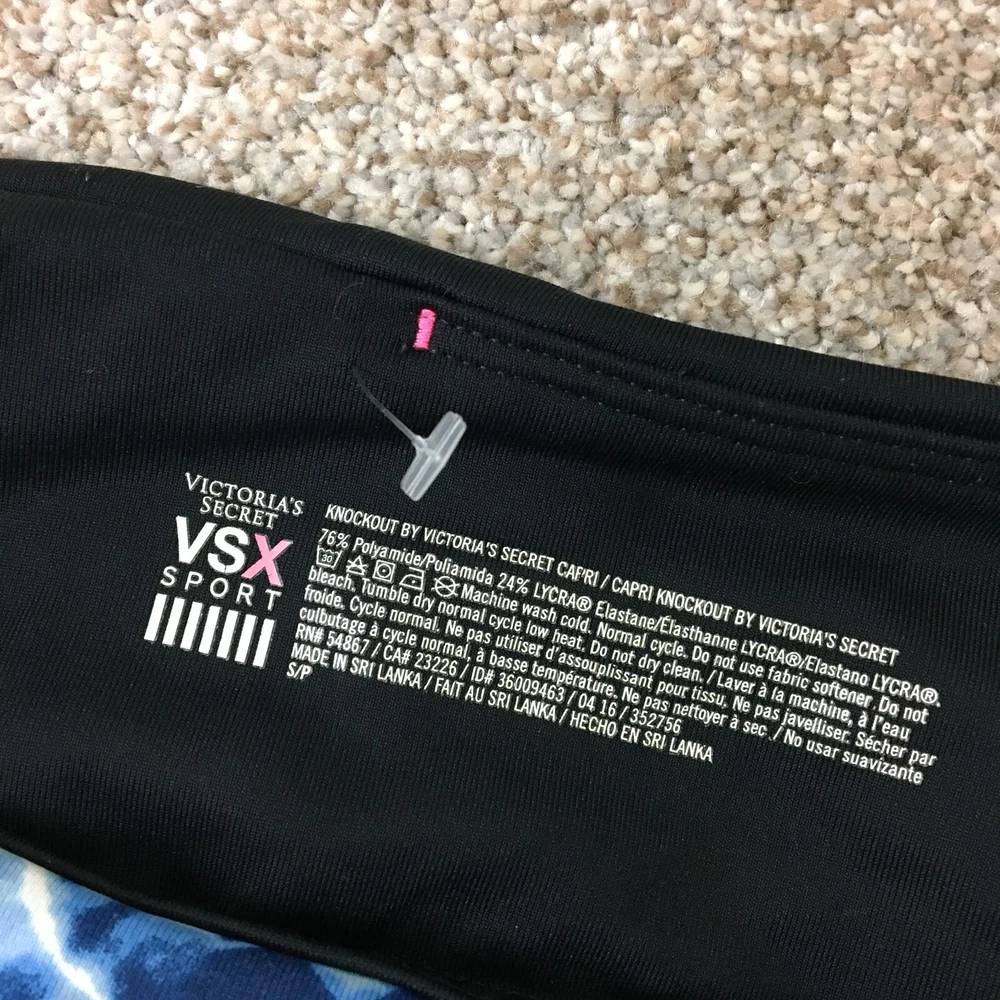 VICTORIA'S
SECRET
VSX
SPORT
KNOCKOUT BY VICTORIA'S SECRET CAPRI / CAPRI KNOCKOUT BY VICTORIA'S SECRET
76% Polyamide/Poliamida 24% LYCRA® Elastane/Élasthanne LYCRA®/Elastano LYCRA®.
30 Machine wash cold. Normal cycle. Do not use fabric softener. Do not
bleach. Tumble dry normal cycle low heat. Do not dry clean. / Laver à la machine, à l'eau
froide. Cycle normal. Ne pas utiliser d'assouplissant pour tissu. Ne pas javelliser. Sécher par
culbutage à cycle normal, à basse température. Ne pas nettoyer à sec. / No usar suavizante
RN# 54867 / CA# 23226 / ID# 36009463 / 04 16 / 352756
MADE IN SRI LANKA / FAIT AU SRI LANKA / HECHO EN SRI LANKA
S/P